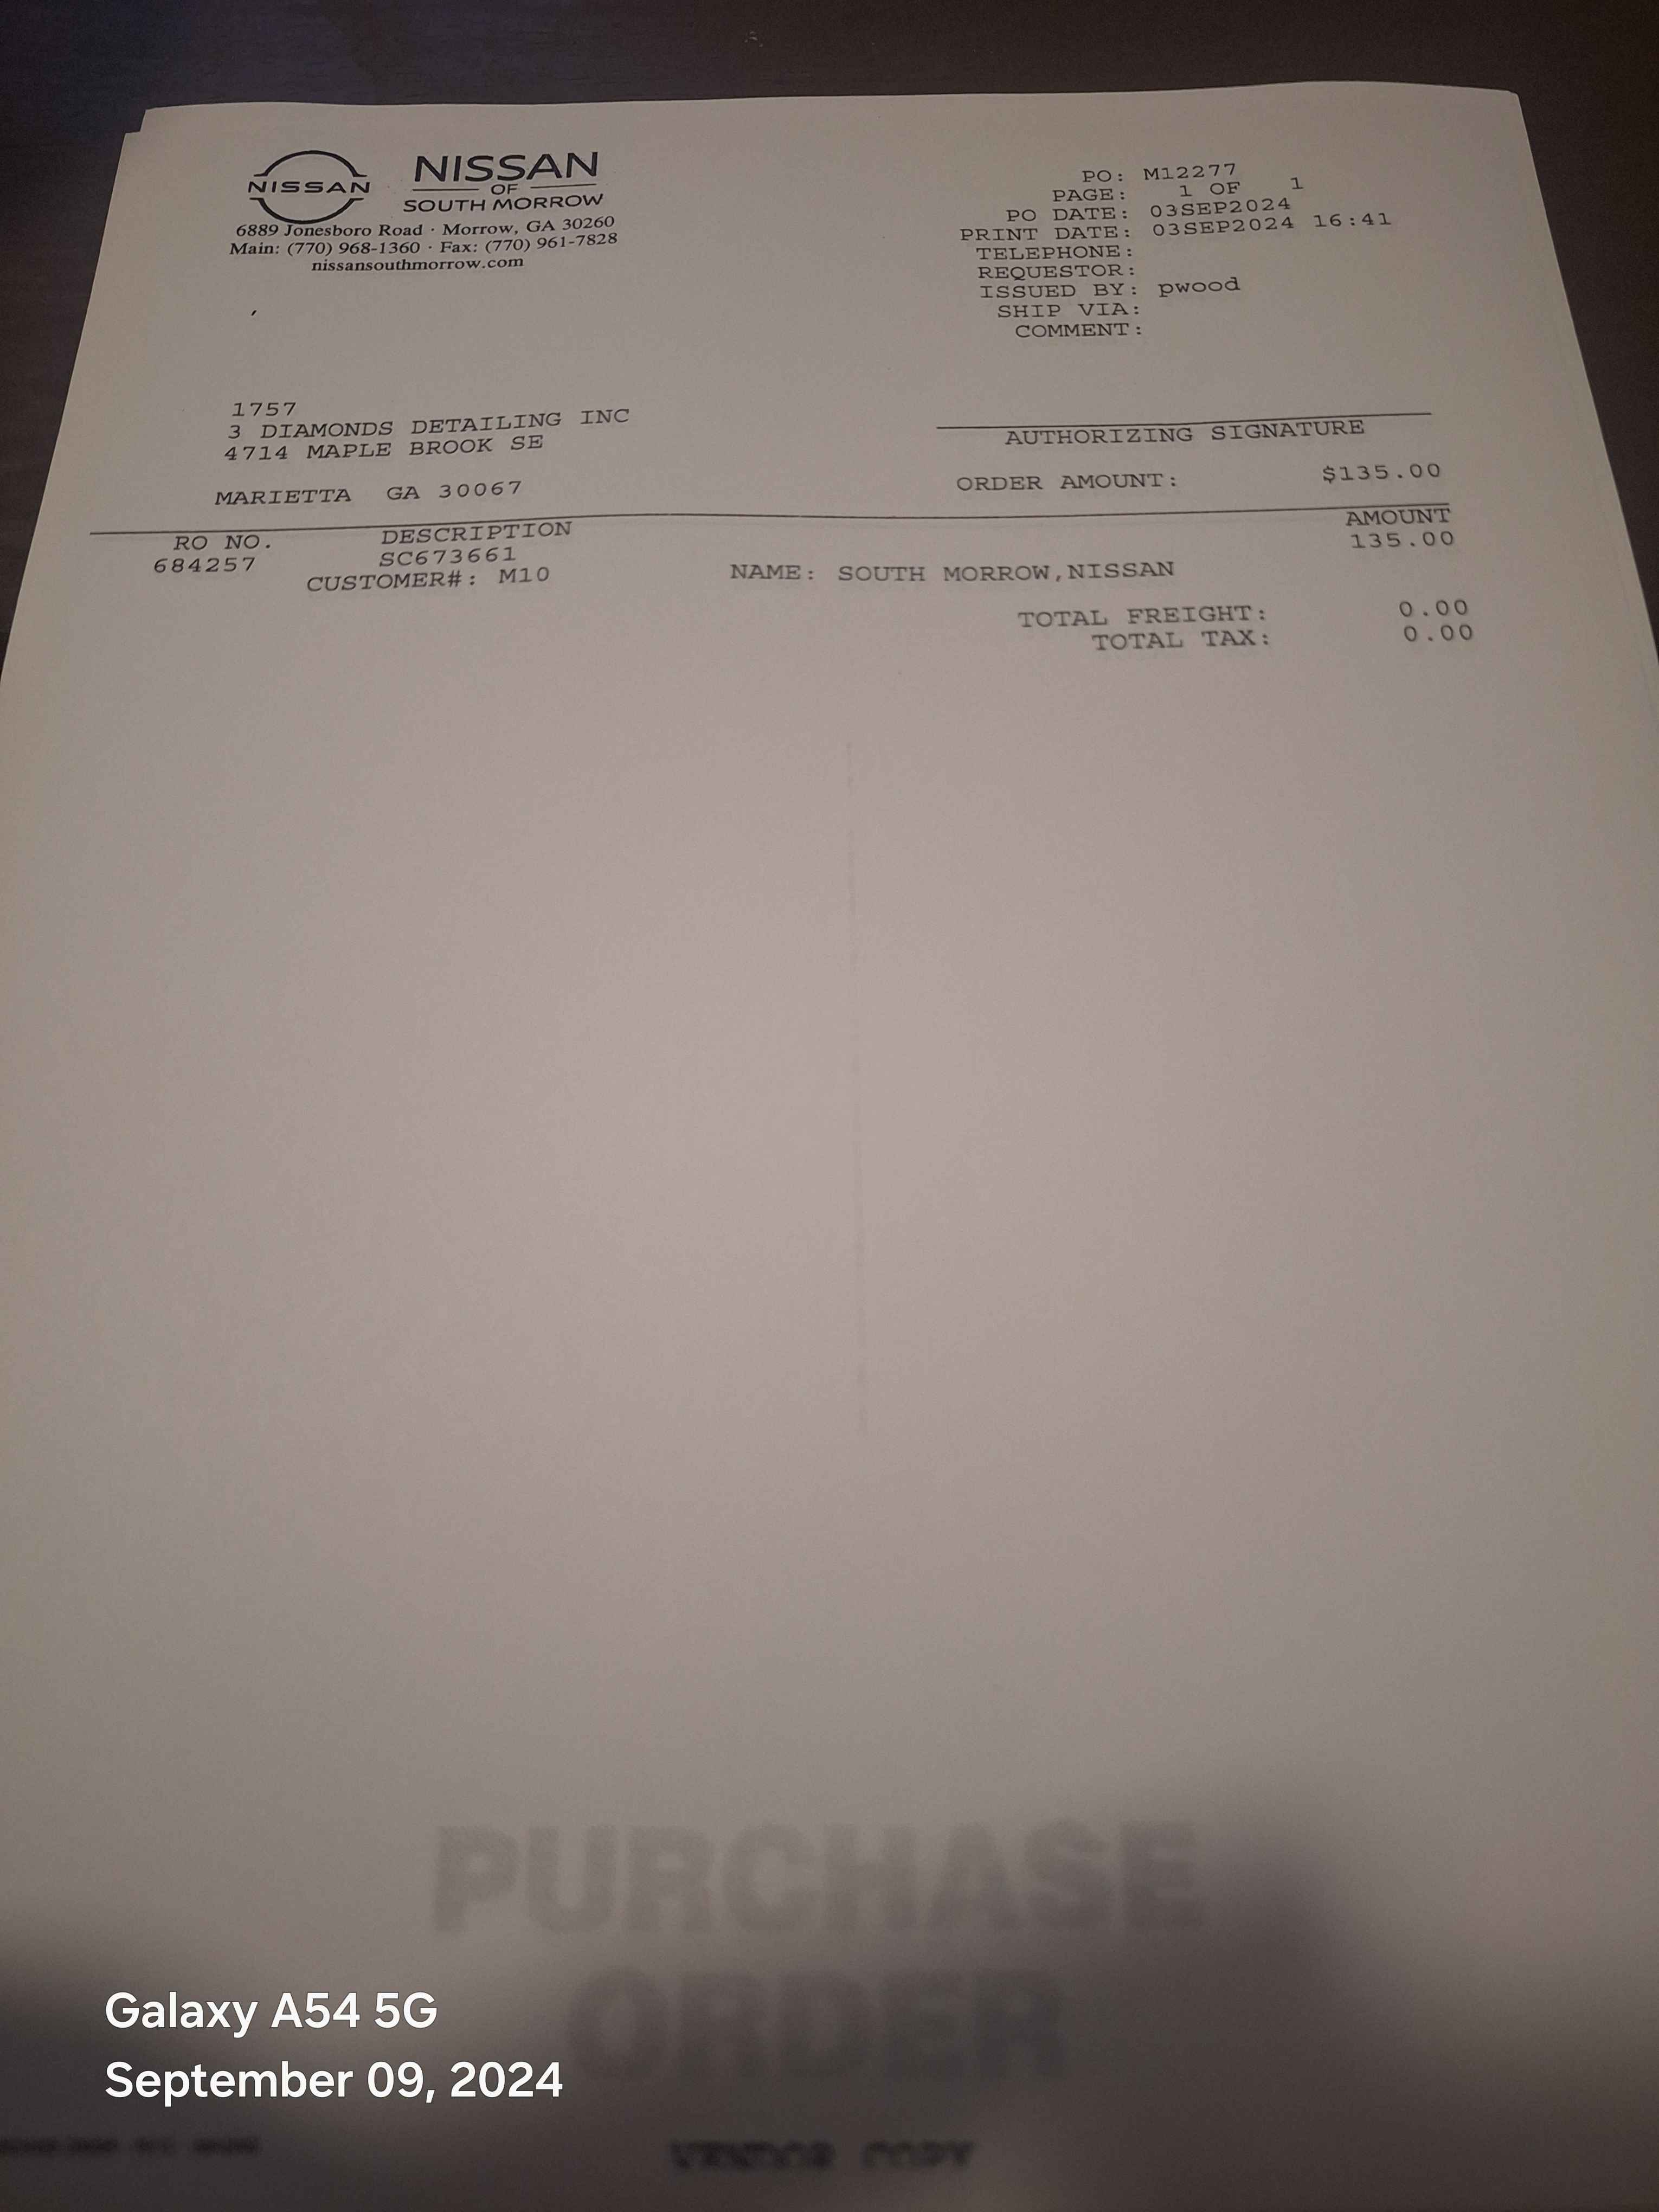 NISSAN
NISSAN
OF
SOUTH MORROW
6889 Jonesboro Road · Morrow, GA 30260
Main: (770) 968-1360 · Fax: (770) 961-7828
nissansouthmorrow.com
PO: M12277
PAGE: 1 OF 1
PO DATE: 03SEP2024
PRINT DATE: 03SEP2024 16:41
TELEPHONE:
REQUESTOR:
ISSUED BY: pwood
SHIP VIA:
COMMENT:
1757
3 DIAMONDS DETAILING INC
4714 MAPLE BROOK SE
MARIETTA GA 30067
AUTHORIZING SIGNATURE
ORDER AMOUNT: $135.00
RO NO. DESCRIPTION AMOUNT
684257 SC673661 135.00
CUSTOMER#: M10 NAME: SOUTH MORROW,NISSAN
TOTAL FREIGHT: 0.00
TOTAL TAX: 0.00
PURCHASE
ORDER
Galaxy A54 5G
September 09, 2024
VENDOR COPY